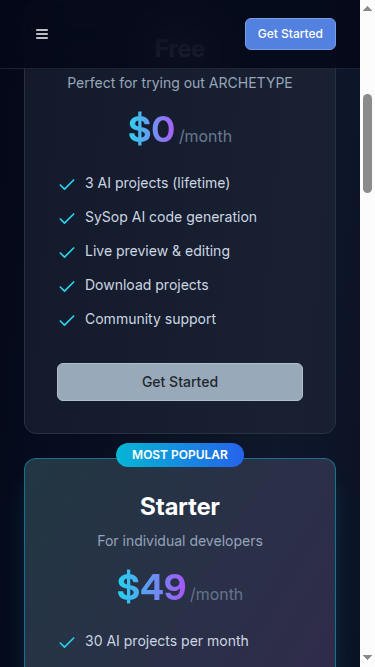 Get Started
Free
Perfect for trying out ARCHETYPE
$0 /month
3 AI projects (lifetime)
SySop AI code generation
Live preview & editing
Download projects
Community support
Get Started
MOST POPULAR
Starter
For individual developers
$49 /month
30 AI projects per month